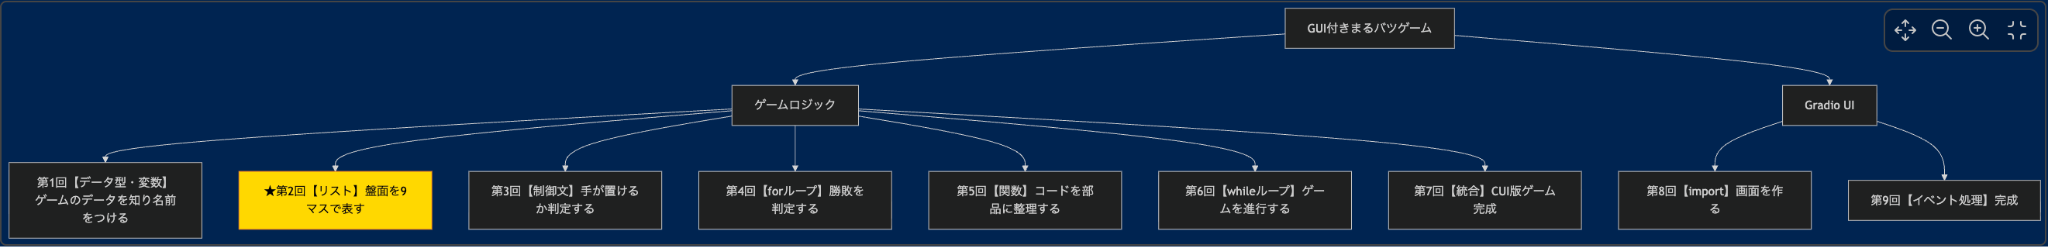 GUI付きまるバツゲーム
ゲームロジック
Gradio UI
第1回【データ型・変数】
ゲームのデータを知り名前
をつける
★第2回【リスト】盤面を9
マスで表す
第3回【制御文】手が置ける
か判定する
第4回【forループ】勝敗を
判定する
第5回【関数】コードを部
品に整理する
第6回【whileループ】ゲー
ムを進行する
第7回【統合】CUI版ゲーム
完成
第8回【import】画面を作
る
第9回【イベント処理】完成